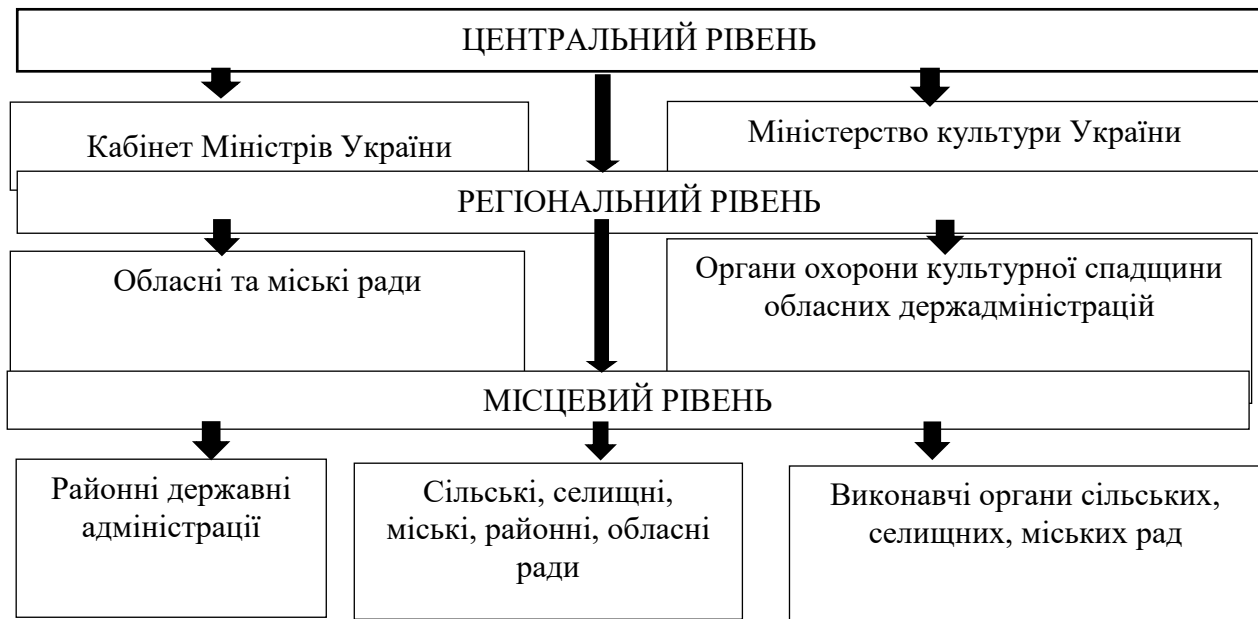 ЦЕНТРАЛЬНИЙ РІВЕНЬ
Кабінет Міністрів України
Міністерство культури України
РЕГІОНАЛЬНИЙ РІВЕНЬ
Обласні та міські ради
Органи охорони культурної спадщини
обласних держадміністрацій
МІСЦЕВИЙ РІВЕНЬ
Районні державні
адміністрації
Сільські, селищні,
міські, районні, обласні
ради
Виконавчі органи сільських,
селищних, міських рад